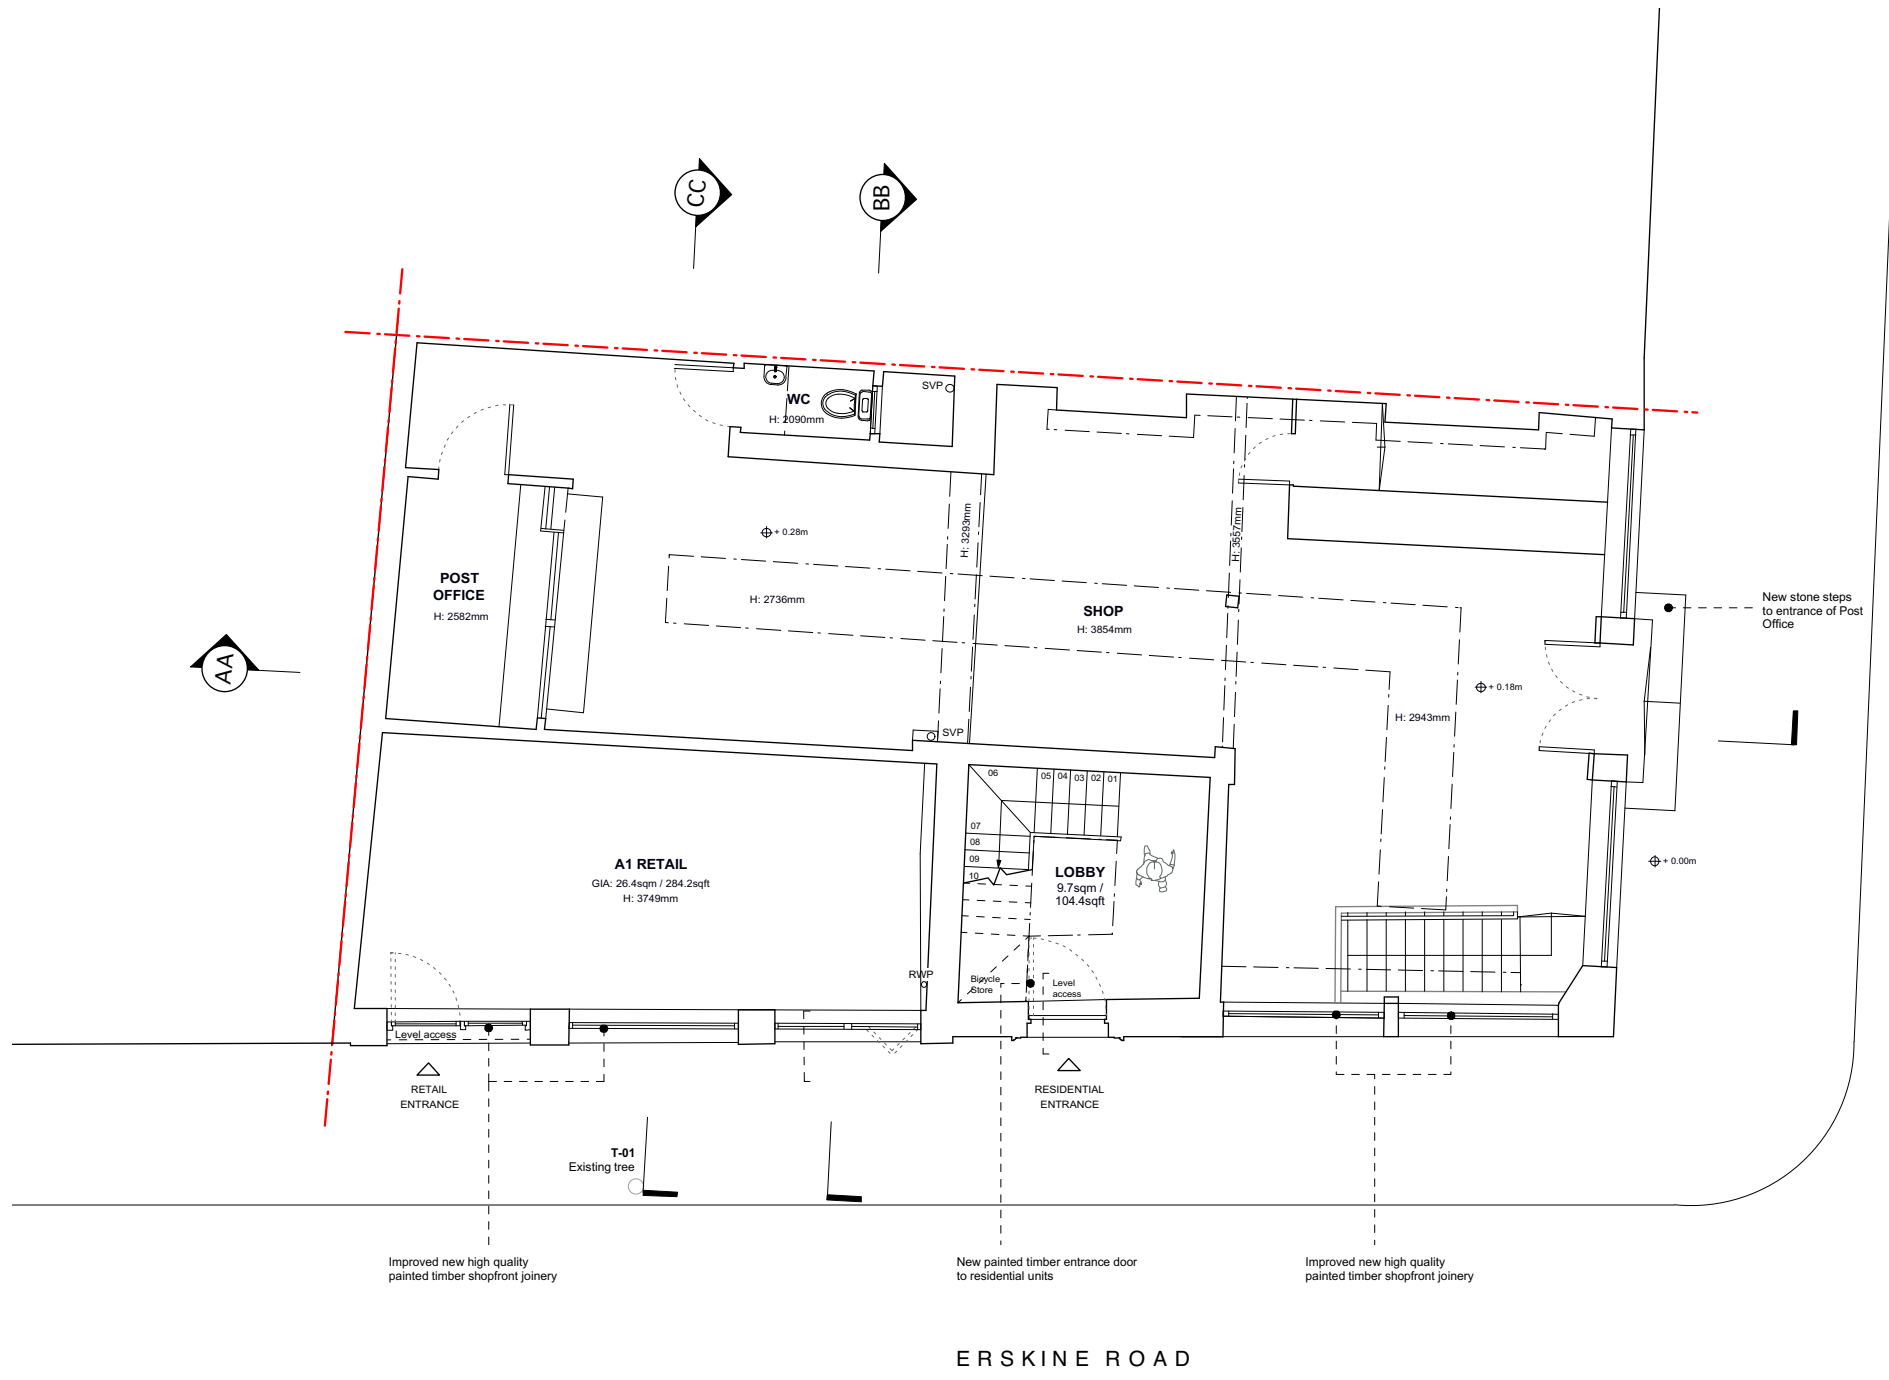 CC
BB
SVP
WC
H: 2090mm
H: 3293mm
H: 3557mm
+ 0.28m
POST
OFFICE
H: 2582mm
H: 2736mm
SHOP
H: 3854mm
New stone steps
to entrance of Post
Office
AA
+ 0.18m
H: 2943mm
SVP
06
05
04
03
02
01
07
08
09
10
A1 RETAIL
GIA: 26.4sqm / 284.2sqft
H: 3749mm
LOBBY
9.7sqm /
104.4sqft
+ 0.00m
RWP
Bicycle
Store
Level
access
Level access
RETAIL
ENTRANCE
RESIDENTIAL
ENTRANCE
T-01
Existing tree
Improved new high quality
painted timber shopfront joinery
New painted timber entrance door
to residential units
Improved new high quality
painted timber shopfront joinery
ERSKINE ROAD